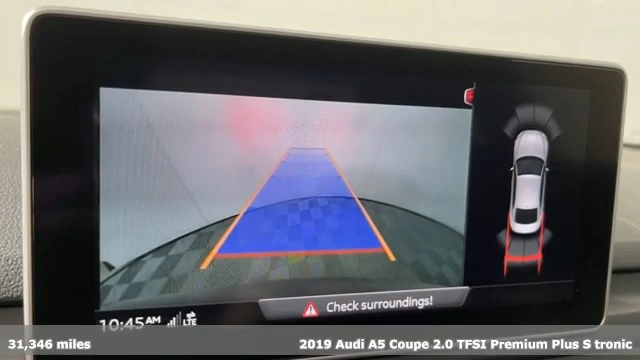 Check surroundings!
10:45AM LTE
31,346 miles
2019 Audi A5 Coupe 2.0 TFSI Premium Plus S tronic